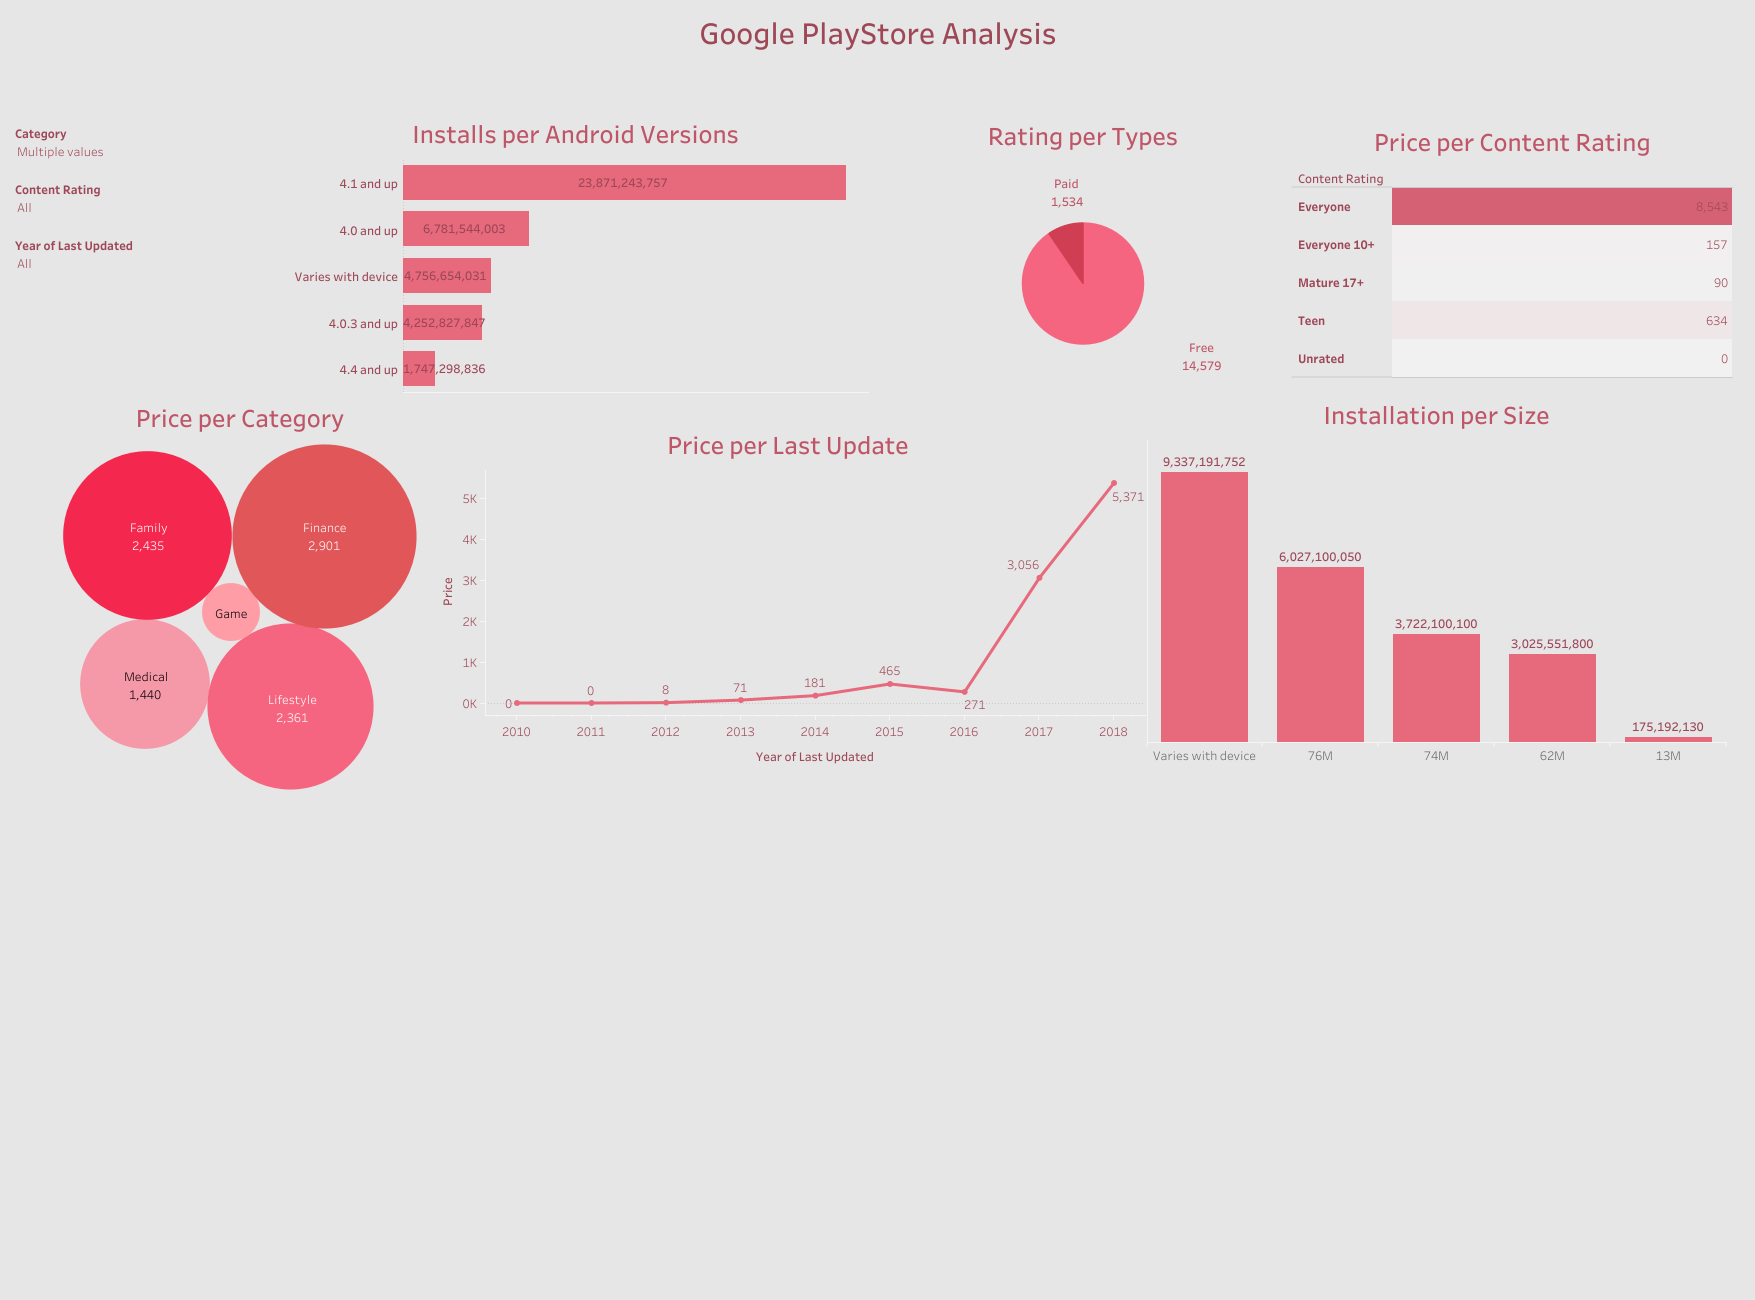 Google PlayStore Analysis
Category
Multiple values
Content Rating
All
Year of Last Updated
All
Installs per Android Versions
4.1 and up 23,871,243,757
4.0 and up 6,781,544,003
Varies with device 4,756,654,031
4.0.3 and up 4,252,827,847
4.4 and up 1,747,298,836
Rating per Types
Paid
1,534
Free
14,579
Price per Content Rating
Content Rating
Everyone 8,543
Everyone 10+ 157
Mature 17+ 90
Teen 634
Unrated 0
Price per Category
Family
2,435
Finance
2,901
Game
Medical
1,440
Lifestyle
2,361
Price per Last Update
Price
5K
4K
3K
2K
1K
0K
0 0 8 71 181 465 271 3,056 5,371
2010 2011 2012 2013 2014 2015 2016 2017 2018
Year of Last Updated
Installation per Size
9,337,191,752
6,027,100,050
3,722,100,100
3,025,551,800
175,192,130
Varies with device 76M 74M 62M 13M